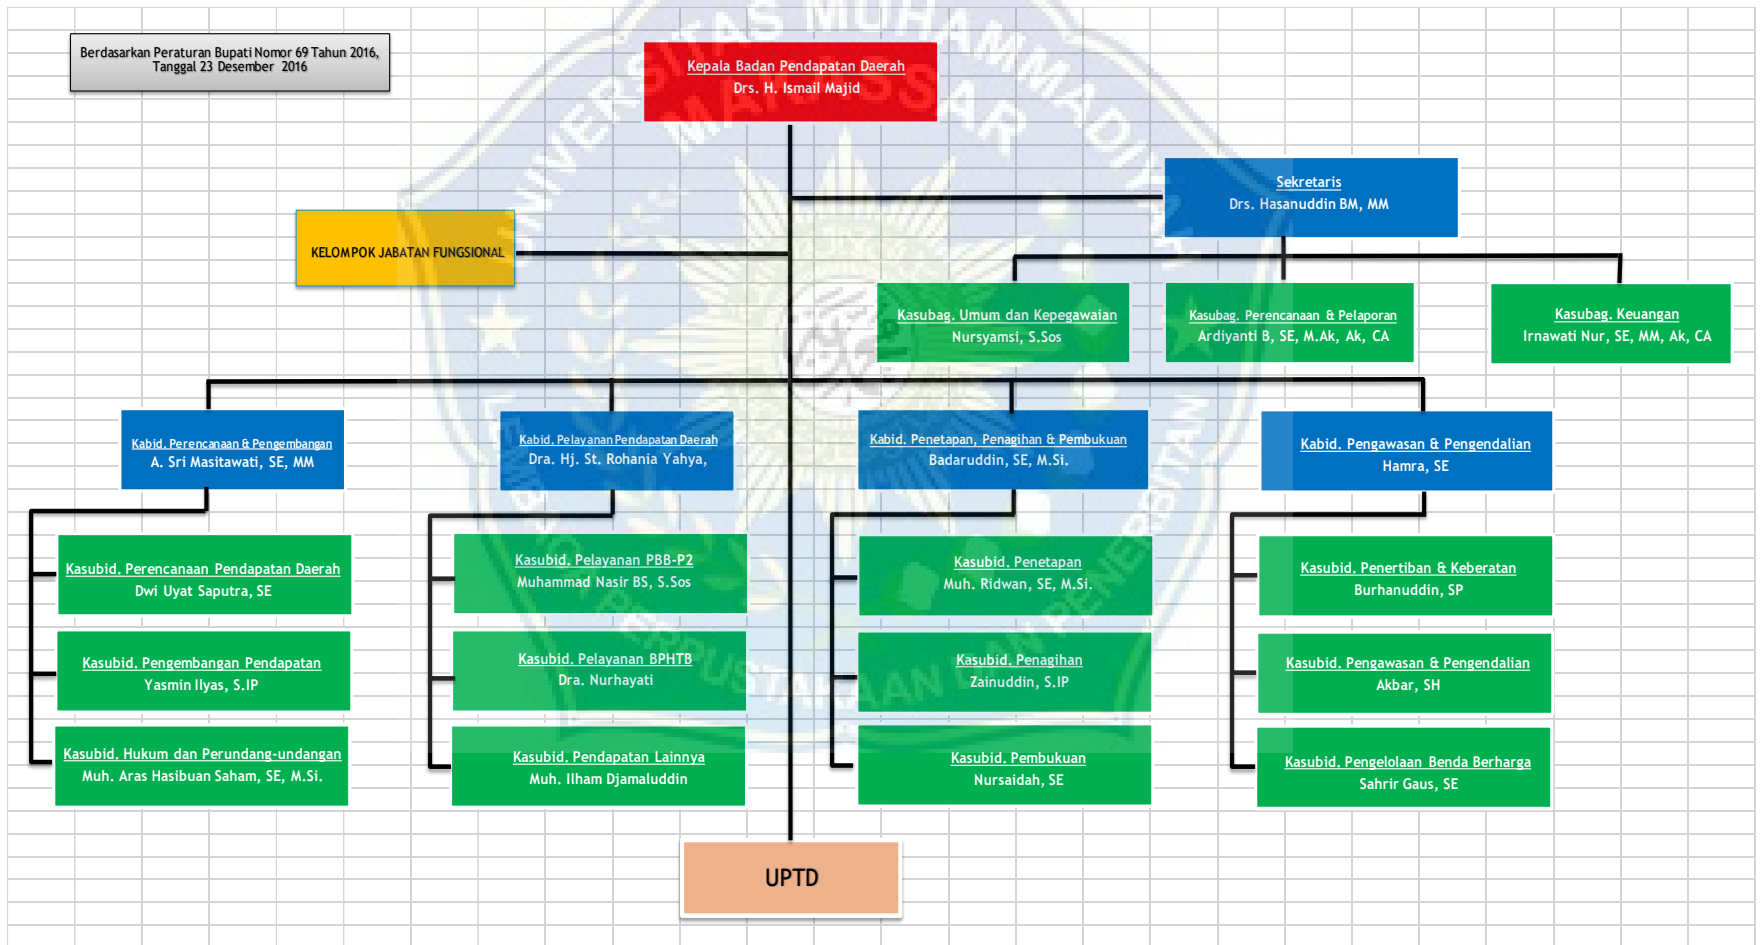 Berdasarkan Peraturan Bupati Nomor 69 Tahun 2016,
Tanggal 23 Desember 2016
Kepala Badan Pendapatan Daerah
Drs. H. Ismail Majid
Sekretaris
Drs. Hasanuddin BM, MM
KELOMPOK JABATAN FUNGSIONAL
Kasubag. Umum dan Kepegawaian
Nursyamsi, S.Sos
Kasubag. Perencanaan & Pelaporan
Ardiyanti B, SE, M.Ak, Ak, CA
Kasubag. Keuangan
Irnawati Nur, SE, MM, Ak, CA
Kabid. Perencanaan & Pengembangan
A. Sri Masitawati, SE, MM
Kabid. Pelayanan Pendapatan Daerah
Dra. Hj. St. Rohania Yahya,
Kabid. Penetapan, Penagihan & Pembukuan
Badaruddin, SE, M.Si.
Kabid. Pengawasan & Pengendalian
Hamra, SE
Kasubid. Perencanaan Pendapatan Daerah
Dwi Uyat Saputra, SE
Kasubid. Pengembangan Pendapatan
Yasmin Ilyas, S.IP
Kasubid. Hukum dan Perundang-undangan
Muh. Aras Hasibuan Saham, SE, M.Si.
Kasubid. Pelayanan PBB-P2
Muhammad Nasir BS, S.Sos
Kasubid. Pelayanan BPHTB
Dra. Nurhayati
Kasubid. Pendapatan Lainnya
Muh. Ilham Djamaluddin
Kasubid. Penetapan
Muh. Ridwan, SE, M.Si.
Kasubid. Penagihan
Zainuddin, S.IP
Kasubid. Pembukuan
Nursaidah, SE
Kasubid. Penertiban & Keberatan
Burhanuddin, SP
Kasubid. Pengawasan & Pengendalian
Akbar, SH
Kasubid. Pengelolaan Benda Berharga
Sahrir Gaus, SE
UPTD
UNIVERSITAS MUHAMMADIYAH
MAKASSAR
PERPUSTAKAAN DAN PENERBITAN